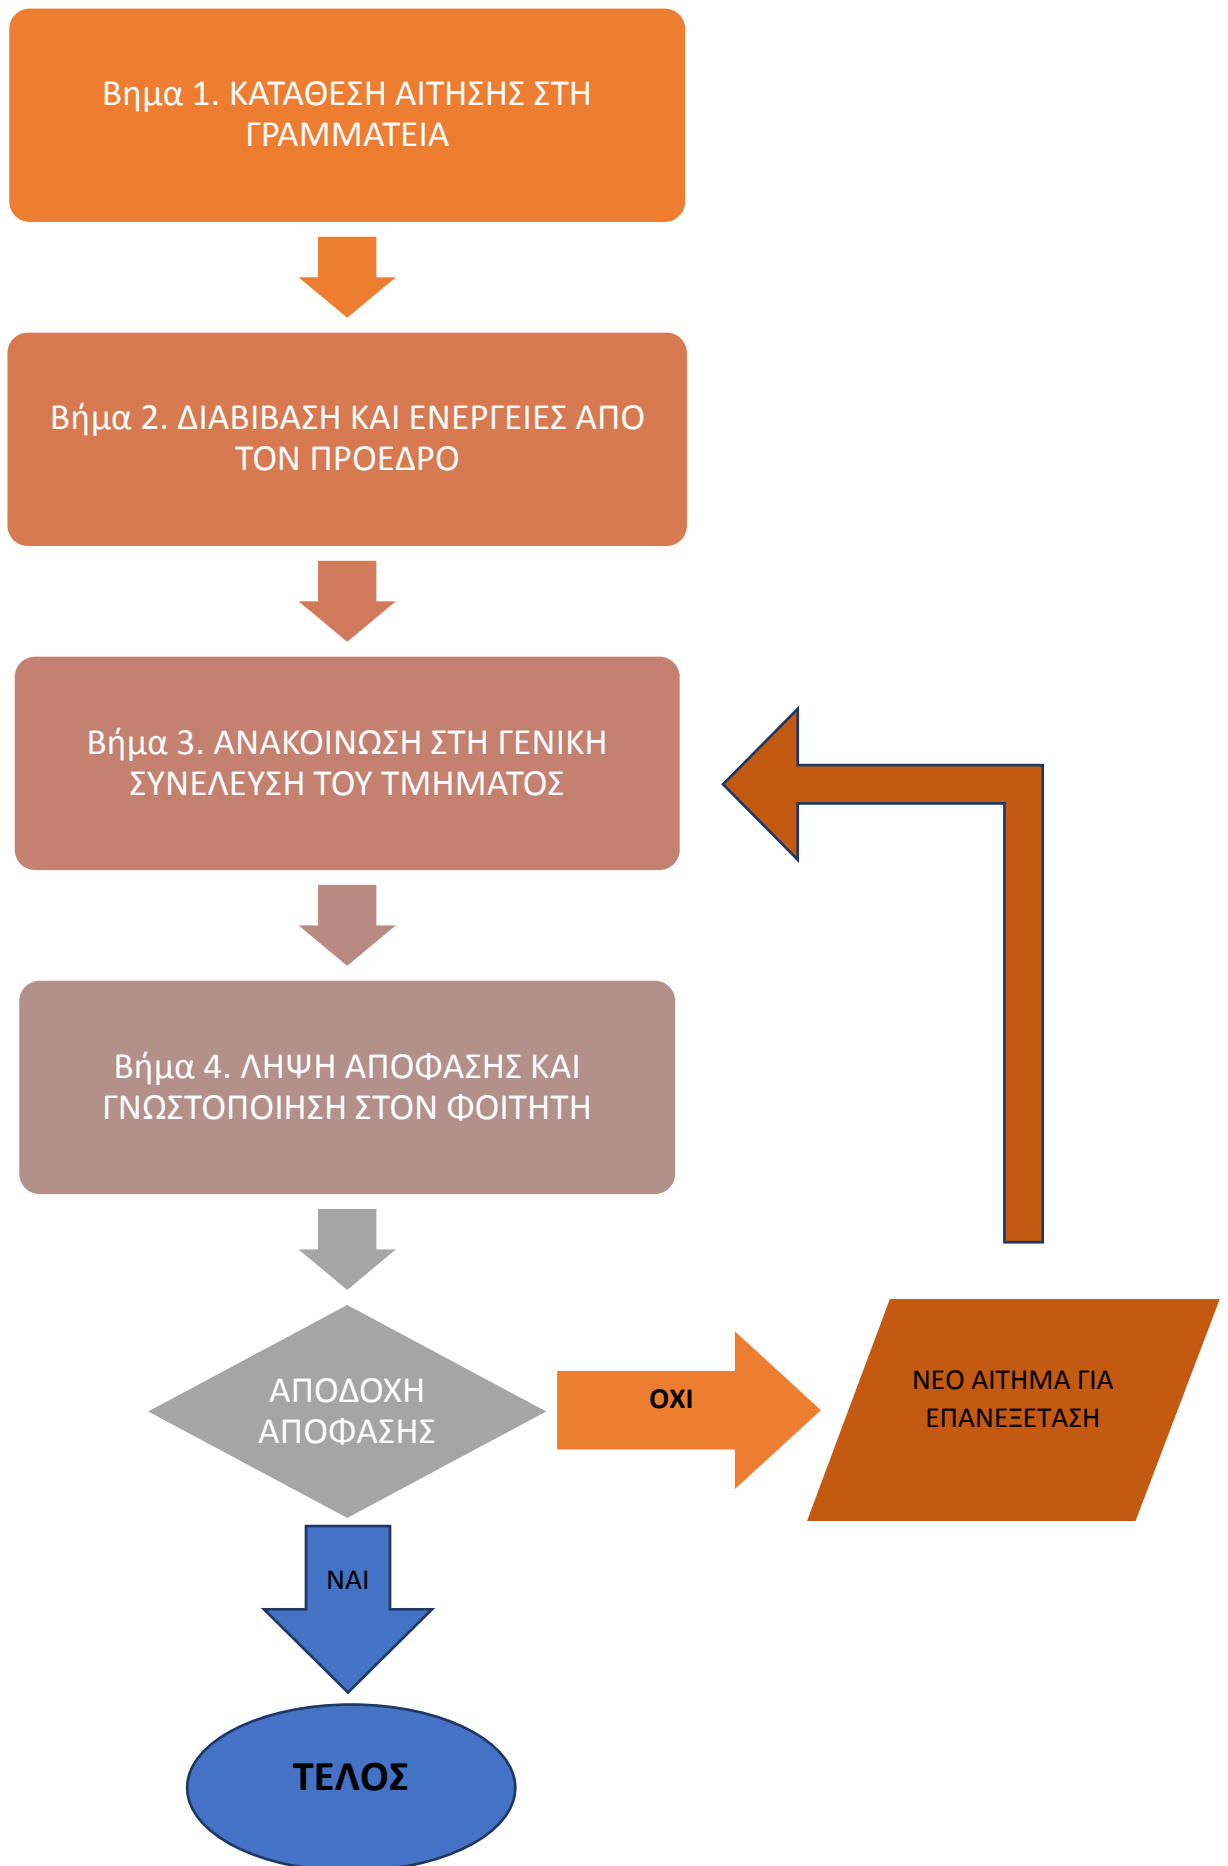 Βημα 1. ΚΑΤΑΘΕΣΗ ΑΙΤΗΣΗΣ ΣΤΗ
ΓΡΑΜΜΑΤΕΙΑ
Βήμα 2. ΔΙΑΒΙΒΑΣΗ ΚΑΙ ΕΝΕΡΓΕΙΕΣ ΑΠΟ
ΤΟΝ ΠΡΟΕΔΡΟ
Βήμα 3. ΑΝΑΚΟΙΝΩΣΗ ΣΤΗ ΓΕΝΙΚΗ
ΣΥΝΕΛΕΥΣΗ ΤΟΥ ΤΜΗΜΑΤΟΣ
Βήμα 4. ΛΗΨΗ ΑΠΟΦΑΣΗΣ ΚΑΙ
ΓΝΩΣΤΟΠΟΙΗΣΗ ΣΤΟΝ ΦΟΙΤΗΤΗ
ΑΠΟΔΟΧΗ
ΑΠΟΦΑΣΗΣ
ΟΧΙ
ΝΕΟ ΑΙΤΗΜΑ ΓΙΑ
ΕΠΑΝΕΞΕΤΑΣΗ
ΝΑΙ
ΤΕΛΟΣ